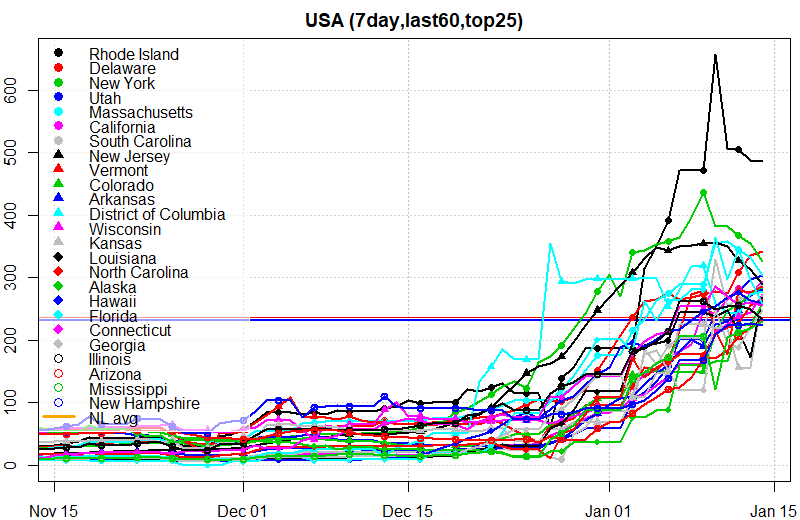 USA (7day,last60,top25)
600
500
400
300
200
100
0
Rhode Island
Delaware
New York
Utah
Massachusetts
California
South Carolina
New Jersey
Vermont
Colorado
Arkansas
District of Columbia
Wisconsin
Kansas
Louisiana
North Carolina
Alaska
Hawaii
Florida
Connecticut
Georgia
Illinois
Arizona
Mississippi
New Hampshire
NL avg
Nov 15
Dec 01
Dec 15
Jan 01
Jan 15